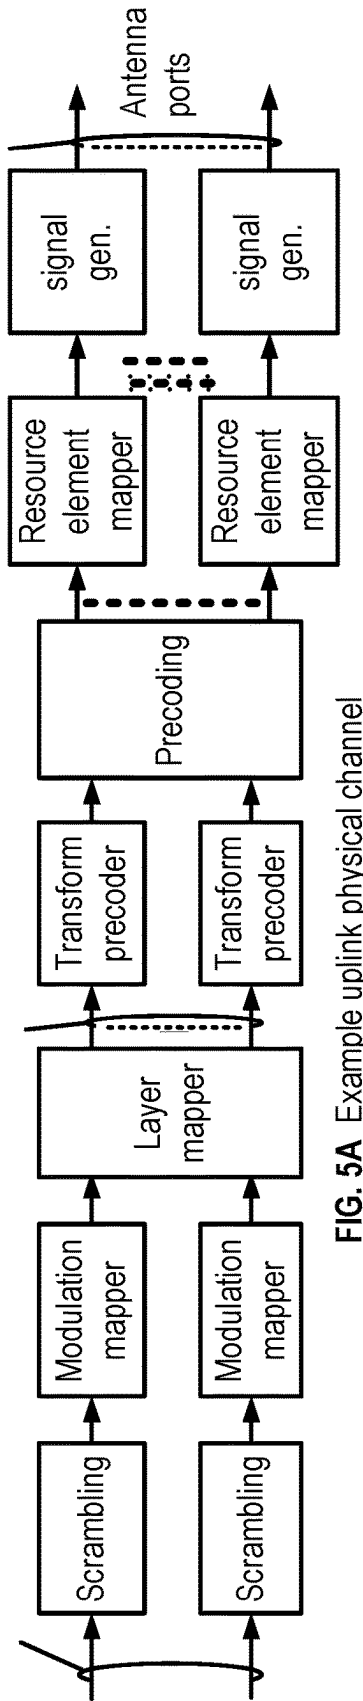 Scrambling
Scrambling
Modulation
mapper
Modulation
mapper
Layer
mapper
Transform
precoder
Transform
precoder
Precoding
Resource
element
mapper
Resource
element
mapper
signal
gen.
signal
gen.
Antenna
ports
FIG. 5A Example uplink physical channel